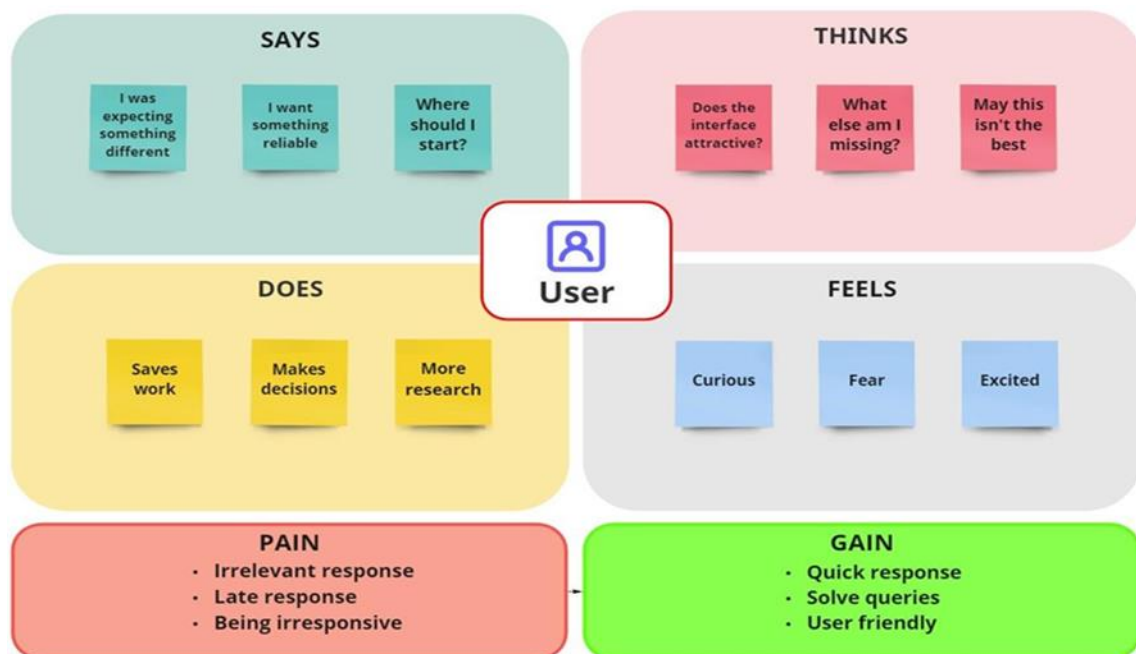 SAYS
I was
expecting
something
different
I want
something
reliable
Where
should I
start?
THINKS
Does the
interface
attractive?
What
else am I
missing?
May this
isn't the
best
User
DOES
Saves
work
Makes
decisions
More
research
FEELS
Curious
Fear
Excited
PAIN
• Irrelevant response
• Late response
• Being irresponsive
GAIN
• Quick response
• Solve queries
• User friendly